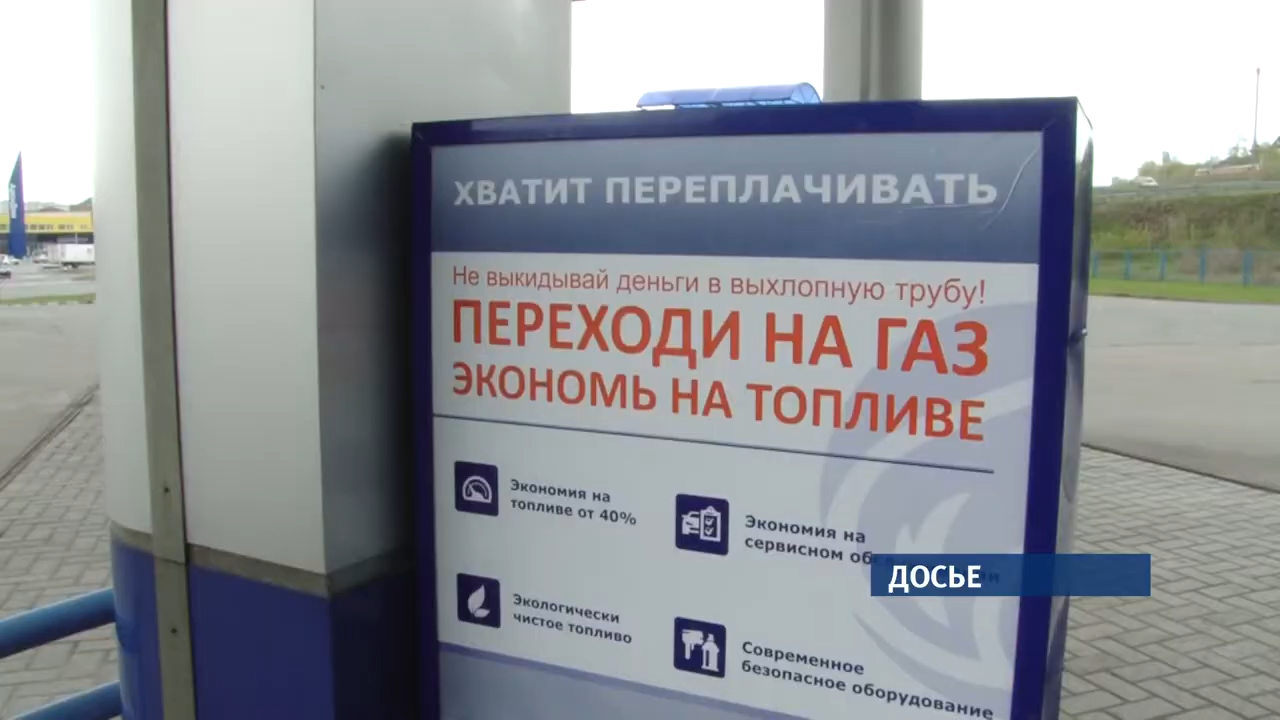 ХВАТИТ ПЕРЕПЛАЧИВАТЬ
Не выкидывай деньги в выхлопную трубу!
ПЕРЕХОДИ НА ГАЗ
ЭКОНОМЬ НА ТОПЛИВЕ
Экономия на
топливе от 40%
Экономия на
сервисном
Экологически
чистое топливо
Современное
безопасное оборудование
ДОСЬЕ